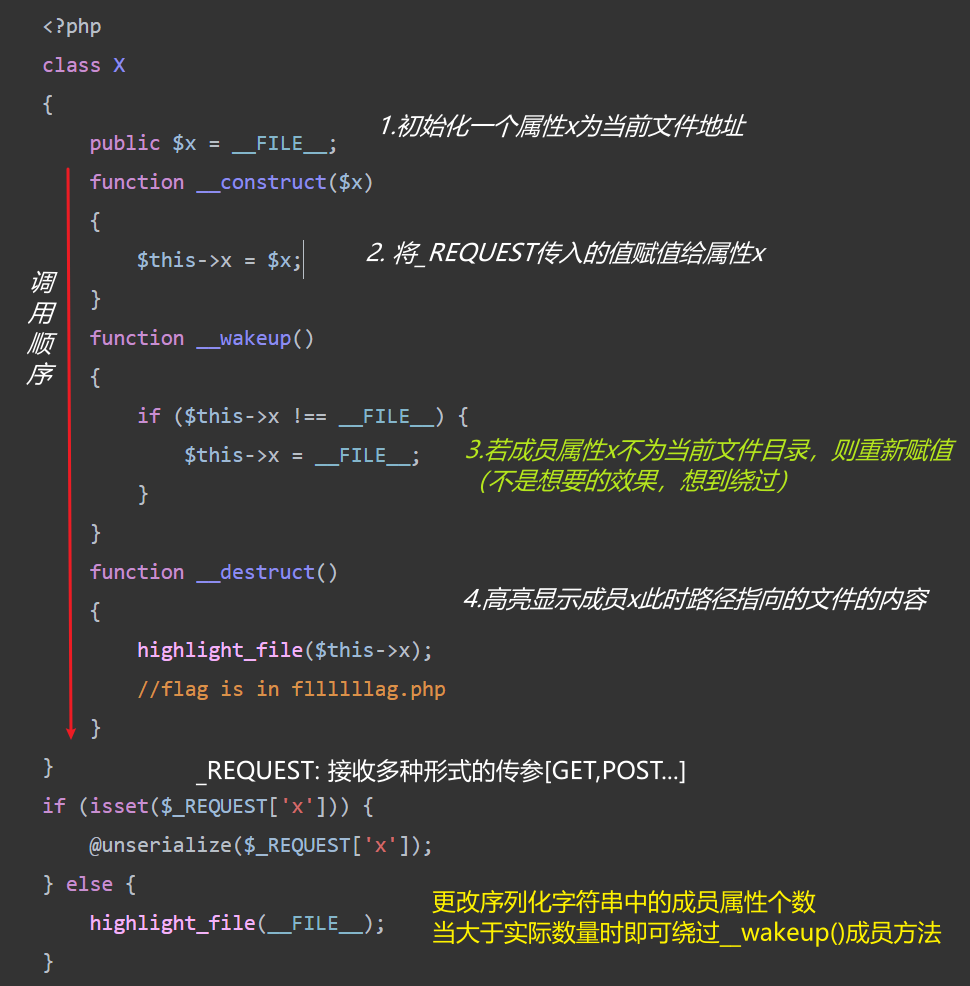 <?php
class X
{
1.初始化一个属性x为当前文件地址
public $x = __FILE__;
function __construct($x)
{
$this->x = $x;
2. 将_REQUEST传入的值赋值给属性x
}
调用顺序
function __wakeup()
{
if ($this->x !== __FILE__) {
$this->x = __FILE__;
3.若成员属性x不为当前文件目录，则重新赋值
（不是想要的效果，想到绕过）
}
}
function __destruct()
{
4.高亮显示成员x此时路径指向的文件的内容
highlight_file($this->x);
//flag is in fllllllag.php
}
}
_REQUEST: 接收多种形式的传参[GET,POST...]
if (isset($_REQUEST['x'])) {
@unserialize($_REQUEST['x']);
} else {
更改序列化字符串中的成员属性个数
highlight_file(__FILE__);
当大于实际数量时即可绕过__wakeup()成员方法
}